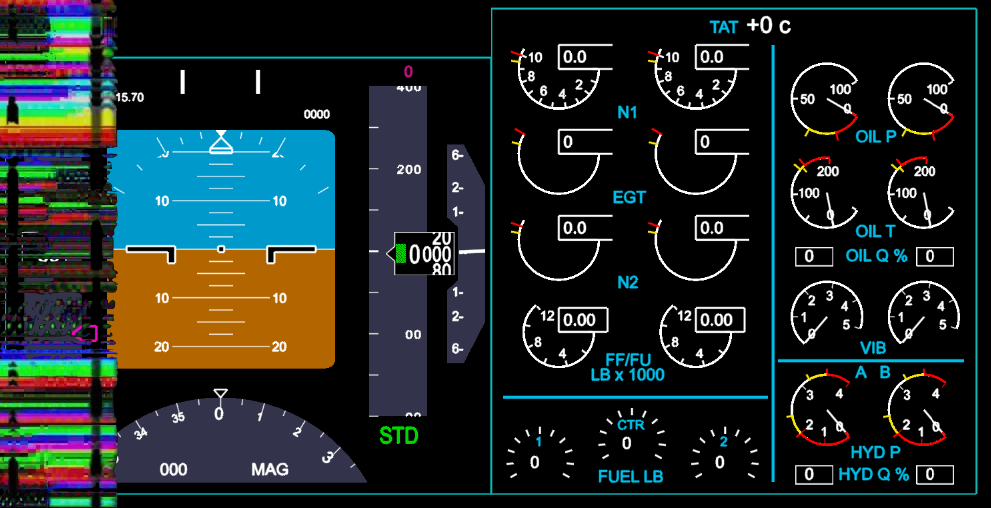 TAT +0 c
0
400
15.70
0000
200
10 10
20
0000
80
10 10
20 20
00
STD
6
2
1
1
2
6
34 35 0 1 2 3
000 MAG
10 0.0 10 0.0
8 6 4 2 8 6 4 2
N1
0 0
EGT
0.0 0.0
N2
12 0.00 12 0.00
8 4 8 4
FF/FU
LB x 1000
1 CTR 2
0 0 0
FUEL LB
100 100
50 0 50 0
OIL P
200 200
100 0 100 0
OIL T
0 OIL Q % 0
2 3 2 3
1 4 1 4
0 5 0 5
VIB
A B
3 4 3 4
2 1 0 2 1 0
HYD P
0 HYD Q % 0